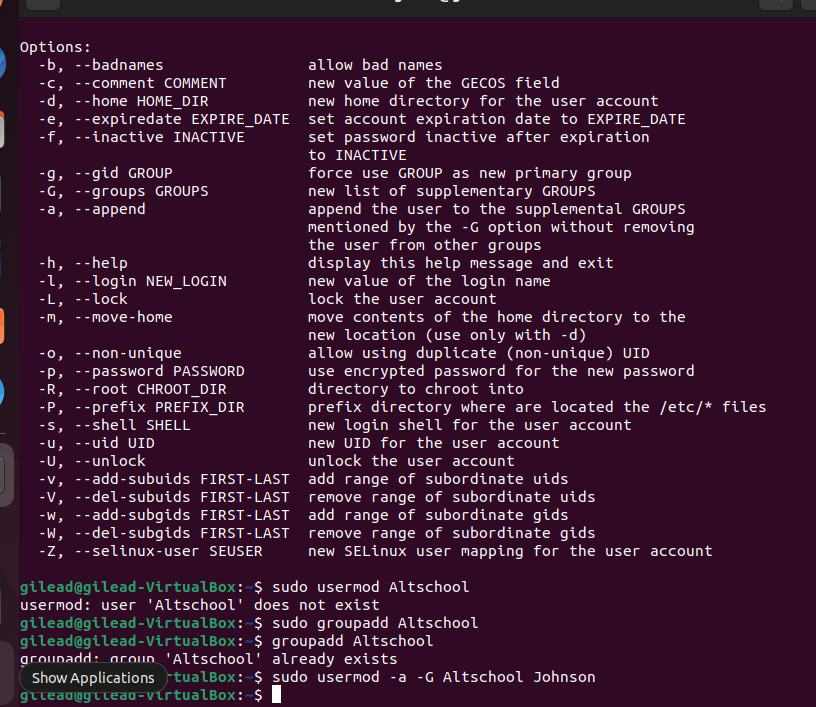 Options:
-b, --badnames allow bad names
-c, --comment COMMENT new value of the GECOS field
-d, --home HOME_DIR new home directory for the user account
-e, --expiredate EXPIRE_DATE set account expiration date to EXPIRE_DATE
-f, --inactive INACTIVE set password inactive after expiration
to INACTIVE
-g, --gid GROUP force use GROUP as new primary group
-G, --groups GROUPS new list of supplementary GROUPS
-a, --append append the user to the supplemental GROUPS
mentioned by the -G option without removing
the user from other groups
-h, --help display this help message and exit
-l, --login NEW_LOGIN new value of the login name
-L, --lock lock the user account
-m, --move-home move contents of the home directory to the
new location (use only with -d)
-o, --non-unique allow using duplicate (non-unique) UID
-p, --password PASSWORD use encrypted password for the new password
-R, --root CHROOT_DIR directory to chroot into
-P, --prefix PREFIX_DIR prefix directory where are located the /etc/* files
-s, --shell SHELL new login shell for the user account
-u, --uid UID new UID for the user account
-U, --unlock unlock the user account
-v, --add-subuids FIRST-LAST add range of subordinate uids
-V, --del-subuids FIRST-LAST remove range of subordinate uids
-w, --add-subgids FIRST-LAST add range of subordinate gids
-W, --del-subgids FIRST-LAST remove range of subordinate gids
-Z, --selinux-user SEUSER new SELinux user mapping for the user account
gilead@gilead-VirtualBox:~$ sudo usermod Altschool
usermod: user 'Altschool' does not exist
gilead@gilead-VirtualBox:~$ sudo groupadd Altschool
gilead@gilead-VirtualBox:~$ groupadd Altschool
groupadd: group 'Altschool' already exists
Show Applications rtualBox:~$ sudo usermod -a -G Altschool Johnson
gilead@gilead-VirtualBox:~$